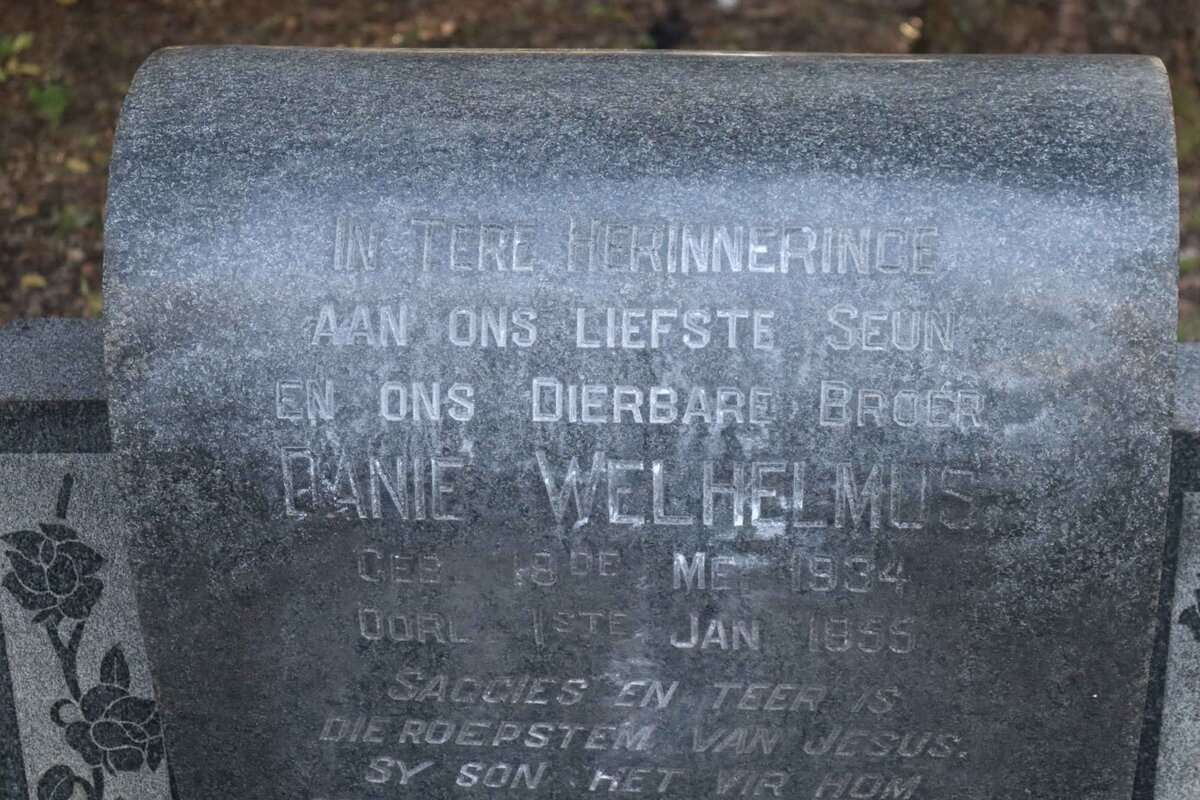 IN TERE HERINNERINGE
AAN ONS LIEFSTE SEUN
EN ONS DIERBARE BROER
DANIE WELHELMUS
GEB. 13DE MEI 1934
OORL. 1STE JAN 1955
SAGGIES EN TEER IS
DIE ROEPSTEM VAN JESUS.
SY SON HET VIR HOM